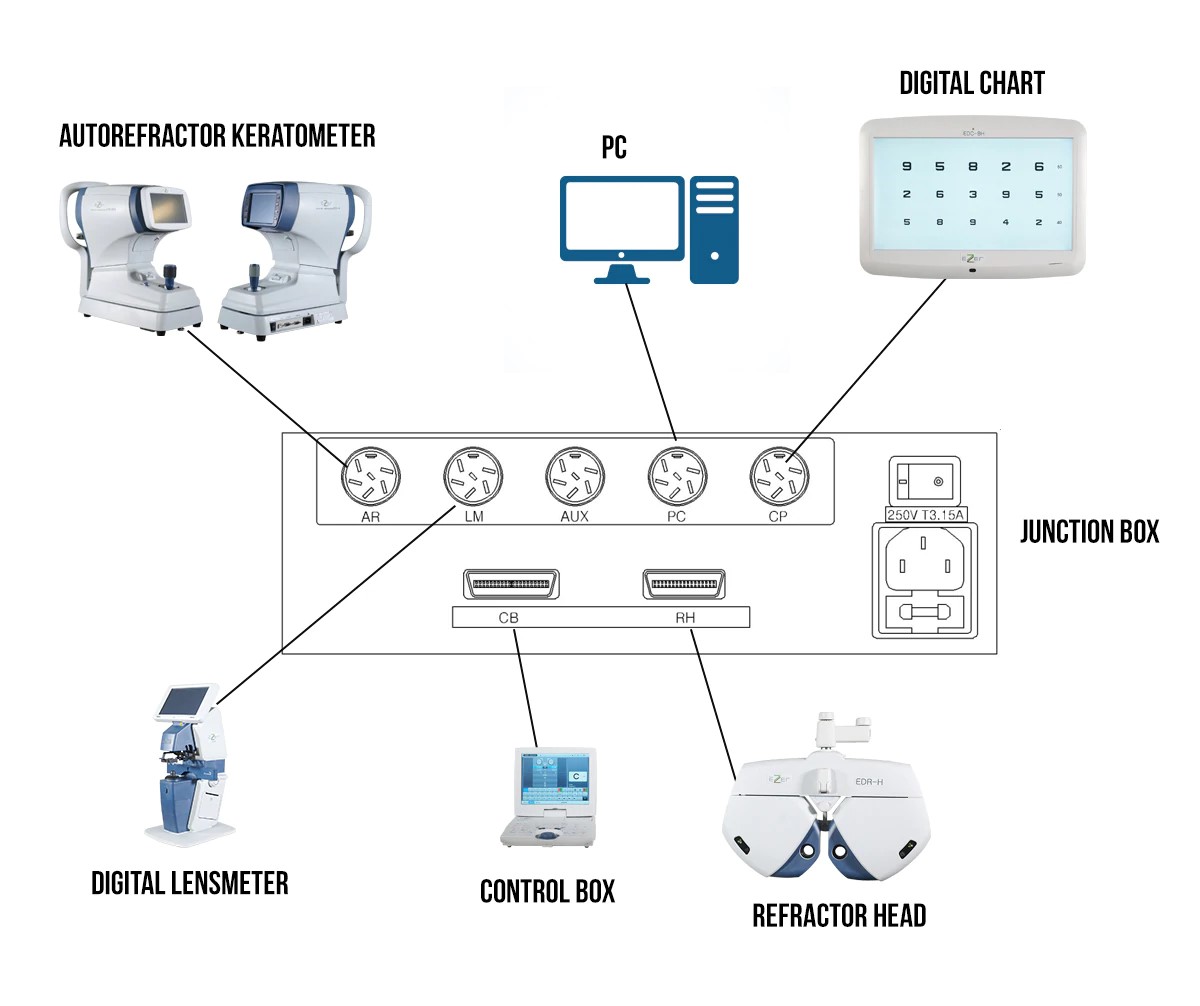 DIGITAL CHART
AUTOREFRACTOR KERATOMETER
PC
EDC-8H
9 5 8 2 6
2 6 3 9 5
5 8 9 4 2
eZer
AR
LM
AUX
PC
CP
250V T3.15A
JUNCTION BOX
CB
RH
C
eZer
EDR-H
DIGITAL LENSMETER
CONTROL BOX
REFRACTOR HEAD